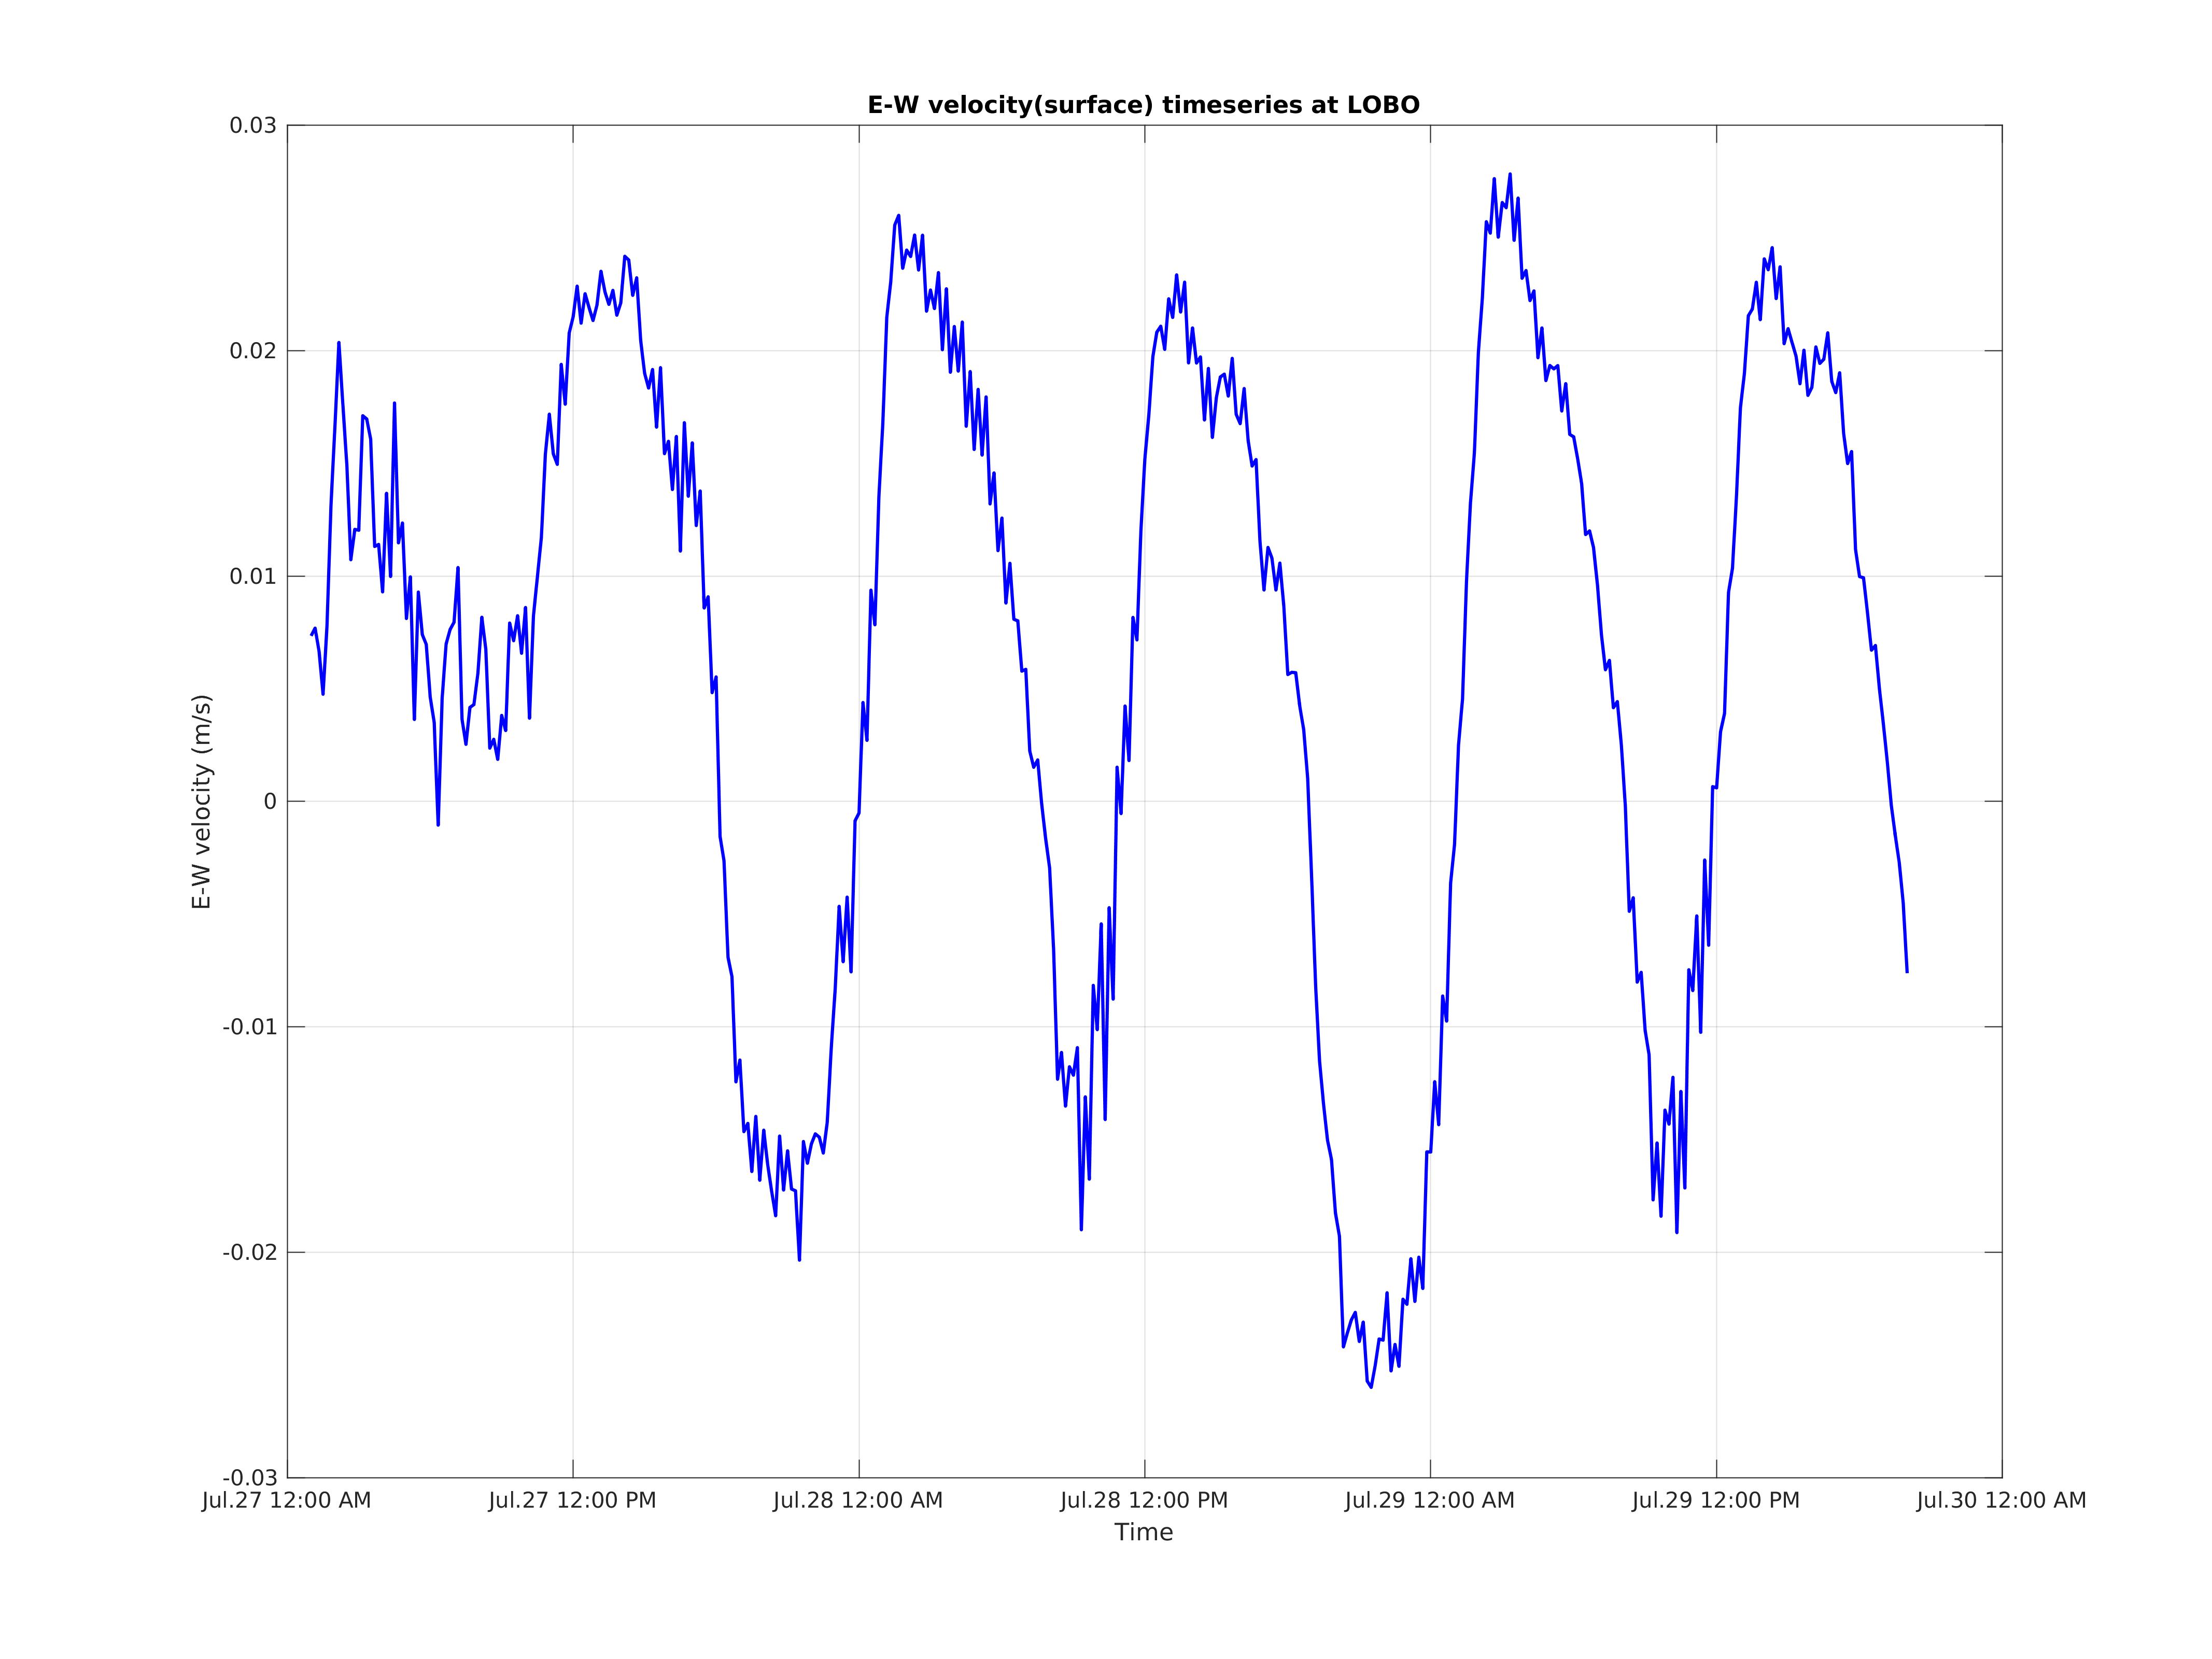 E-W velocity(surface) timeseries at LOBO
0.03
0.02
0.01
0
-0.01
-0.02
-0.03
E-W velocity (m/s)
Jul.27 12:00 AM
Jul.27 12:00 PM
Jul.28 12:00 AM
Jul.28 12:00 PM
Jul.29 12:00 AM
Jul.29 12:00 PM
Jul.30 12:00 AM
Time